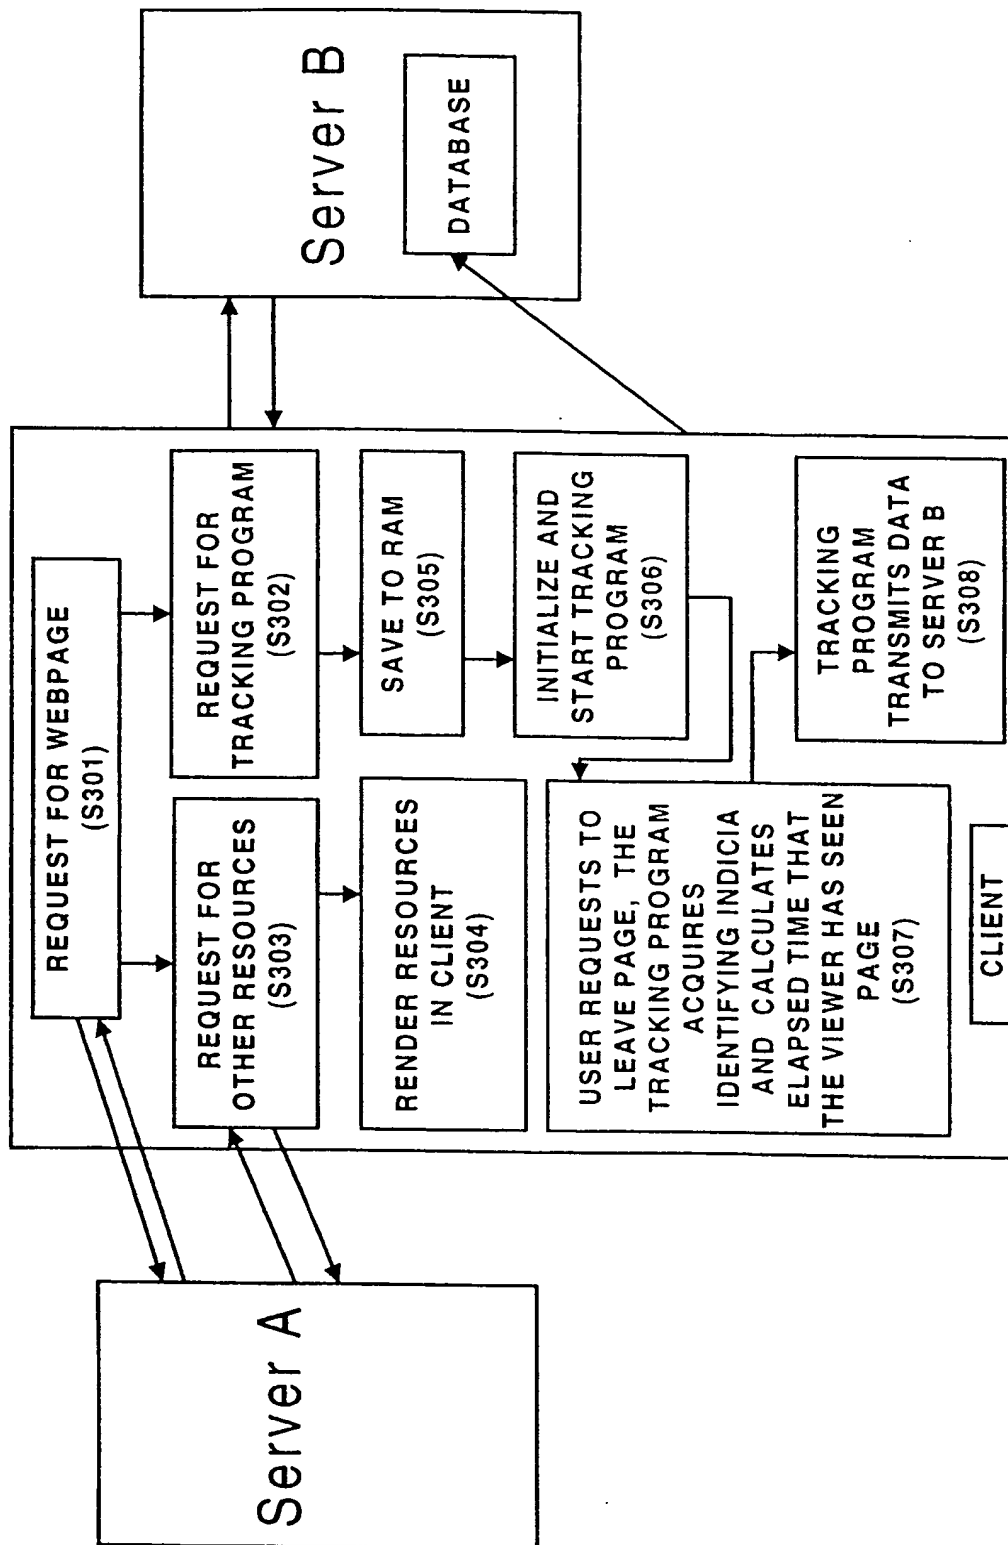 Server A
REQUEST FOR WEBPAGE
(S301)
REQUEST FOR
OTHER RESOURCES
(S303)
REQUEST FOR
TRACKING PROGRAM
(S302)
RENDER RESOURCES
IN CLIENT
(S304)
SAVE TO RAM
(S305)
INITIALIZE AND
START TRACKING
PROGRAM
(S306)
USER REQUESTS TO
LEAVE PAGE, THE
TRACKING PROGRAM
ACQUIRES
IDENTIFYING INDICIA
AND CALCULATES
ELAPSED TIME THAT
THE VIEWER HAS SEEN
PAGE
(S307)
TRACKING
PROGRAM
TRANSMITS DATA
TO SERVER B
(S308)
CLIENT
Server B
DATABASE